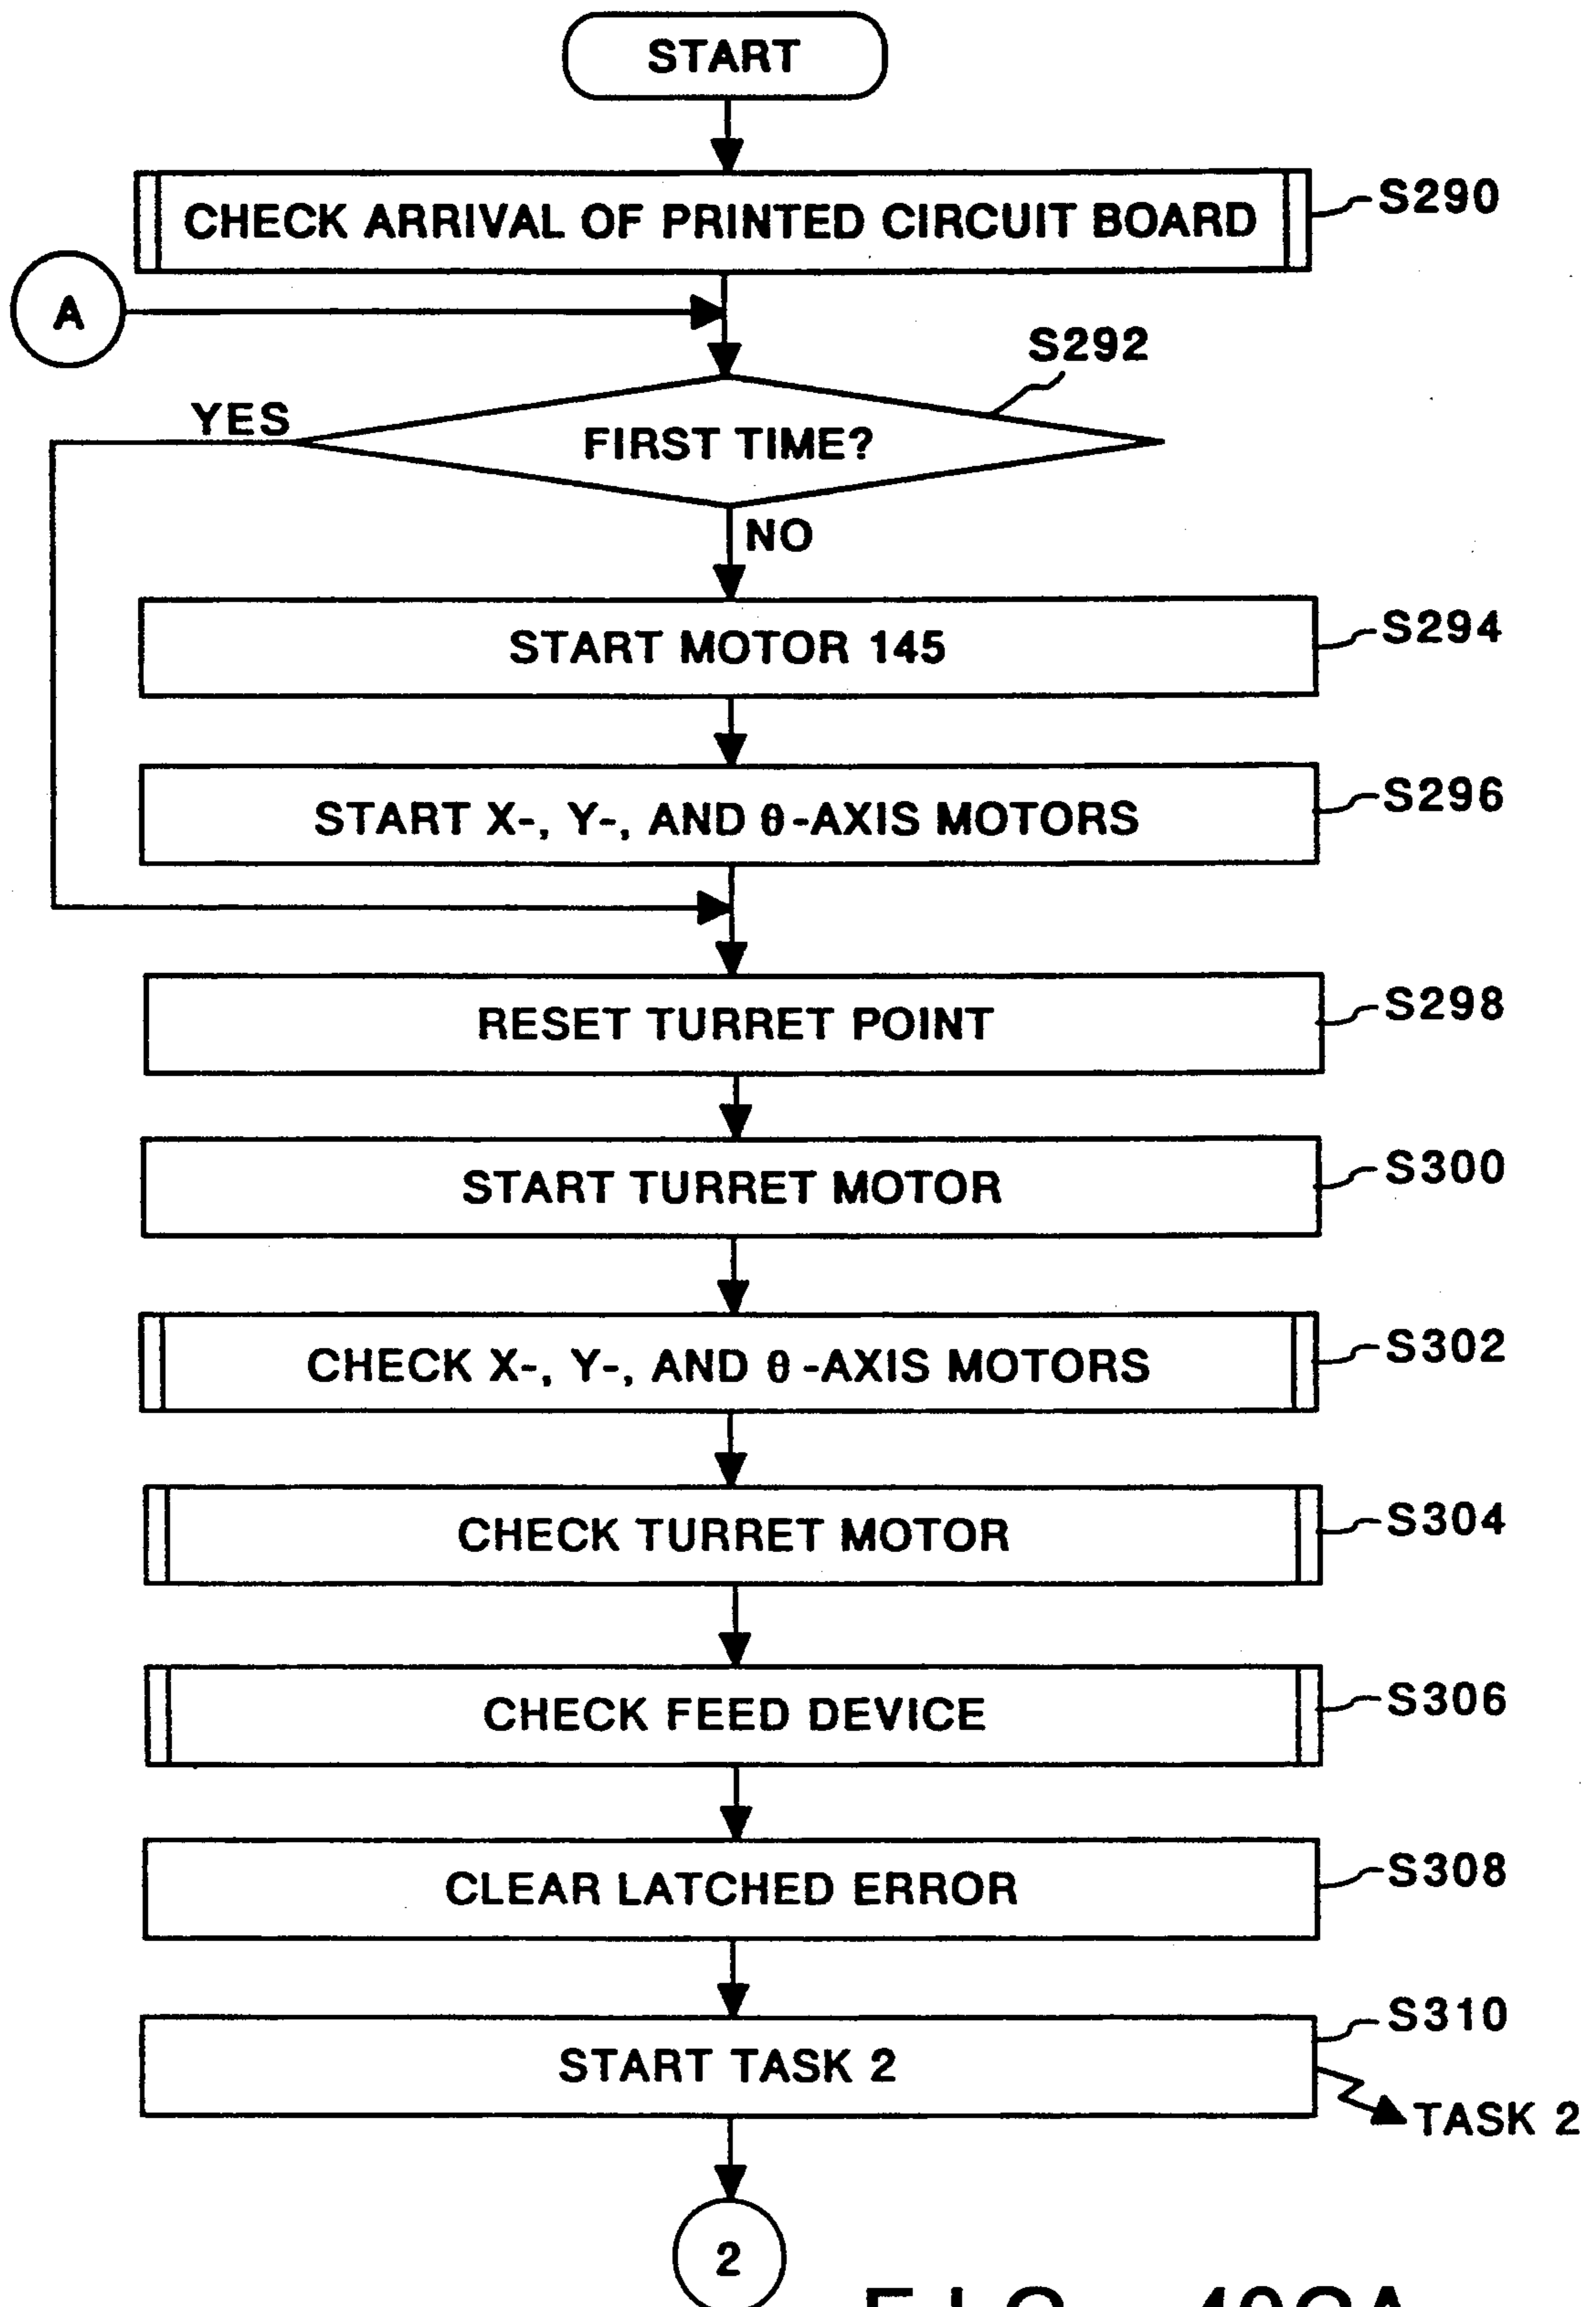 START
CHECK ARRIVAL OF PRINTED CIRCUIT BOARD
S290
A
S292
YES
FIRST TIME?
NO
START MOTOR 145
S294
START X-, Y-, AND θ-AXIS MOTORS
S296
RESET TURRET POINT
S298
START TURRET MOTOR
S300
CHECK X-, Y-, AND θ-AXIS MOTORS
S302
CHECK TURRET MOTOR
S304
CHECK FEED DEVICE
S306
CLEAR LATCHED ERROR
S308
S310
START TASK 2
TASK 2
2